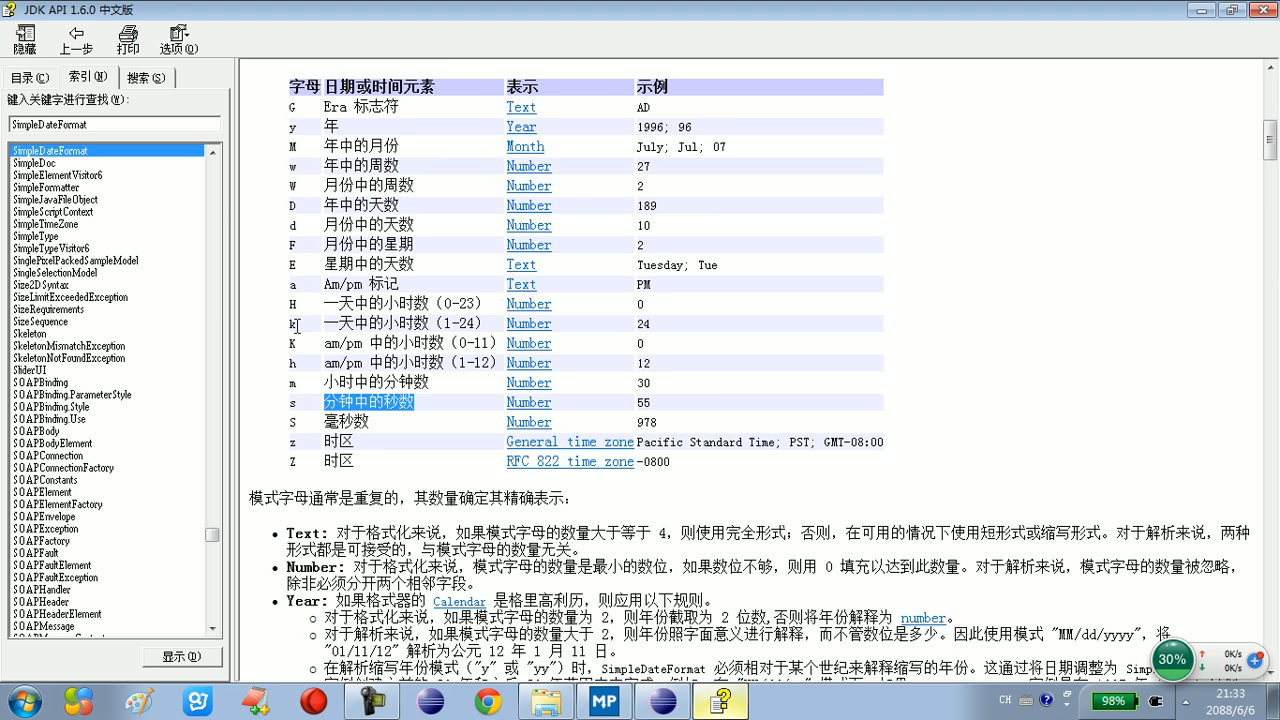 JDK API 1.6.0 中文版
隐藏 上一步 打印 选项(O)
目录(C) 索引(N) 搜索(S)
键入关键字进行查找(W):
SimpleDateFormat
SimpleDateFormat
SimpleDoc
SimpleElementVisitor6
SimpleFormatter
SimpleJavaFileObject
SimpleScriptContext
SimpleTimeZone
SimpleType
SimpleTypeVisitor6
SinglePixelPackedSampleModel
SingleSelectionModel
Size2DSyntax
SizeLimitExceededException
SizeRequirements
SizeSequence
Skeleton
SkeletonMismatchException
SkeletonNotFoundException
SliderUI
SOAPBinding
SOAPBinding.ParameterStyle
SOAPBinding.Style
SOAPBinding.Use
SOAPBody
SOAPBodyElement
SOAPConnection
SOAPConnectionFactory
SOAPConstants
SOAPElement
SOAPElementFactory
SOAPEnvelope
SOAPException
SOAPFactory
SOAPFault
SOAPFaultElement
SOAPFaultException
SOAPHandler
SOAPHeader
SOAPHeaderElement
SOAPMessage
显示(D)
字母 日期或时间元素 表示 示例
G Era 标志符 Text AD
y 年 Year 1996; 96
M 年中的月份 Month July; Jul; 07
w 年中的周数 Number 27
W 月份中的周数 Number 2
D 年中的天数 Number 189
d 月份中的天数 Number 10
F 月份中的星期 Number 2
E 星期中的天数 Text Tuesday; Tue
a Am/pm 标记 Text PM
H 一天中的小时数（0-23） Number 0
k 一天中的小时数（1-24） Number 24
K am/pm 中的小时数（0-11） Number 0
h am/pm 中的小时数（1-12） Number 12
m 小时中的分钟数 Number 30
s 分钟中的秒数 Number 55
S 毫秒数 Number 978
z 时区 General time zone Pacific Standard Time; PST; GMT-08:00
Z 时区 RFC 822 time zone -0800
模式字母通常是重复的，其数量确定其精确表示：
• Text: 对于格式化来说，如果模式字母的数量大于等于 4，则使用完全形式；否则，在可用的情况下使用短形式或缩写形式。对于解析来说，两种
形式都是可接受的，与模式字母的数量无关。
• Number: 对于格式化来说，模式字母的数量是最小的数位，如果数位不够，则用 0 填充以达到此数量。对于解析来说，模式字母的数量被忽略，
除非必须分开两个相邻字段。
• Year: 如果格式器的 Calendar 是格里高利历，则应用以下规则。
○ 对于格式化来说，如果模式字母的数量为 2，则年份截取为 2 位数,否则将年份解释为 number。
○ 对于解析来说，如果模式字母的数量大于 2，则年份照字面意义进行解释，而不管数位是多少。因此使用模式 "MM/dd/yyyy"，将
"01/11/12" 解析为公元 12 年 1 月 11 日。
○ 在解析缩写年份模式（"y" 或 "yy"）时，SimpleDateFormat 必须相对于某个世纪来解释缩写的年份。这通过将日期调整为
30%
0K/s
0K/s
CH
98%
21:33
2088/6/6
MP